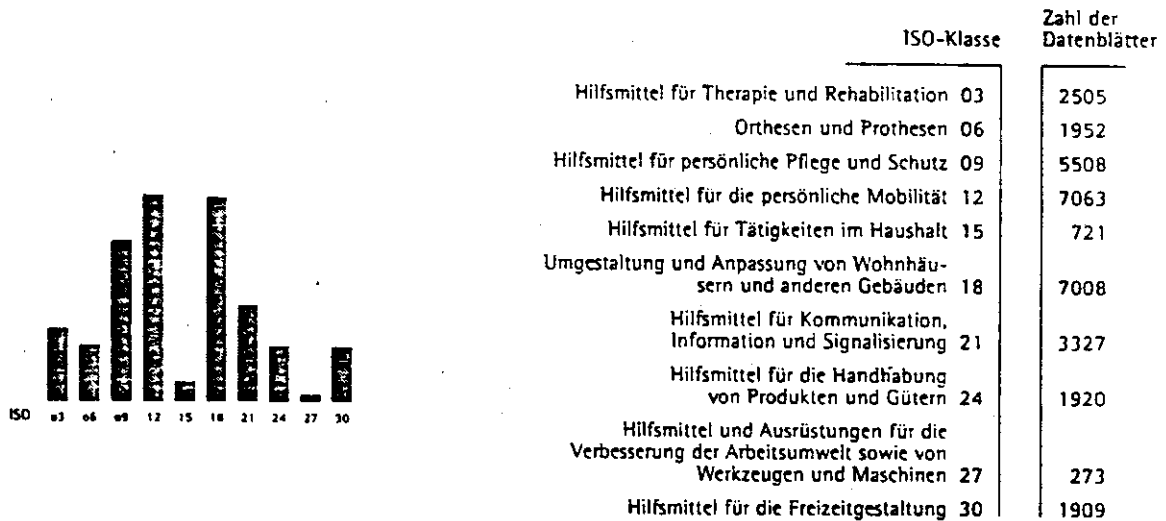 ISO-Klasse
Zahl der
Datenblätter
Hilfsmittel für Therapie und Rehabilitation 03 2505
Orthesen und Prothesen 06 1952
Hilfsmittel für persönliche Pflege und Schutz 09 5508
Hilfsmittel für die persönliche Mobilität 12 7063
Hilfsmittel für Tätigkeiten im Haushalt 15 721
Umgestaltung und Anpassung von Wohnhäu-
sern und anderen Gebäuden 18 7008
Hilfsmittel für Kommunikation,
Information und Signalisierung 21 3327
Hilfsmittel für die Handhabung
von Produkten und Gütern 24 1920
Hilfsmittel und Ausrüstungen für die
Verbesserung der Arbeitsumwelt sowie von
Werkzeugen und Maschinen 27 273
Hilfsmittel für die Freizeitgestaltung 30 1909
ISO 03 06 09 12 15 18 21 24 27 30